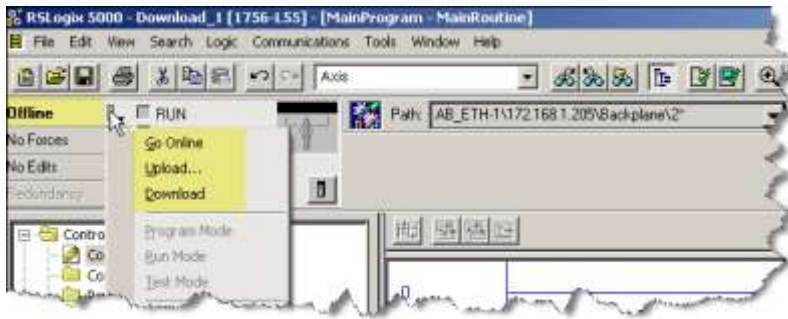 RSLogix 5000 - Download_1 [1756-L55] - [MainProgram - MainRoutine]
File Edit View Search Logic Communications Tools Window Help
Axis
Offline
RUN
Path: AB_ETH-1\172.168.1.205\Backplane\2*
No Forces
Go Online
No Edits
Upload...
Redundancy
Download
Contro
Program Mode
Co
Run Mode
Co
Test Mode
0